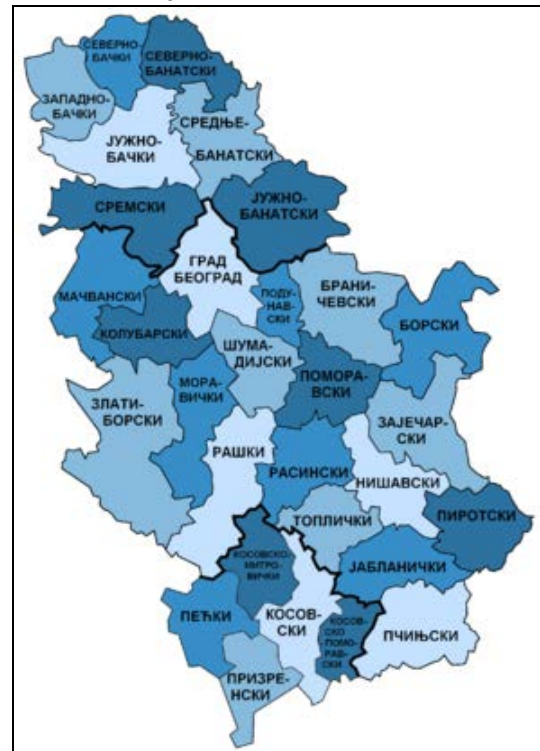 СЕВЕРНО-
БАЧКИ
СЕВЕРНО-
БАНАТСКИ
ЗАПАДНО-
БАЧКИ
ЈУЖНО-
БАЧКИ
СРЕДЊЕ-
БАНАТСКИ
СРЕМСКИ
ЈУЖНО-
БАНАТСКИ
ГРАД
БЕОГРАД
МАЧВАНСКИ
КОЛУБАРСКИ
ПОДУ-
НАВ-
СКИ
БРАНИ-
ЧЕВСКИ
БОРСКИ
ШУМА-
ДИЈСКИ
ЗЛАТИ-
БОРСКИ
МОРА-
ВИЧКИ
ПОМОРА-
ВСКИ
ЗАЈЕЧАР-
СКИ
РАШКИ
РАСИНСКИ
НИШАВСКИ
ПИРОТСКИ
ТОПЛИЧКИ
ЈАБЛАНИЧКИ
КОСОВСКО-
МИТРО-
ВИЧКИ
ПЕЋКИ
КОСОВ-
СКИ
КОСОВ-
СКО
ПОМО-
РАВ-
СКИ
ПЧИЊСКИ
ПРИЗРЕ-
НСКИ